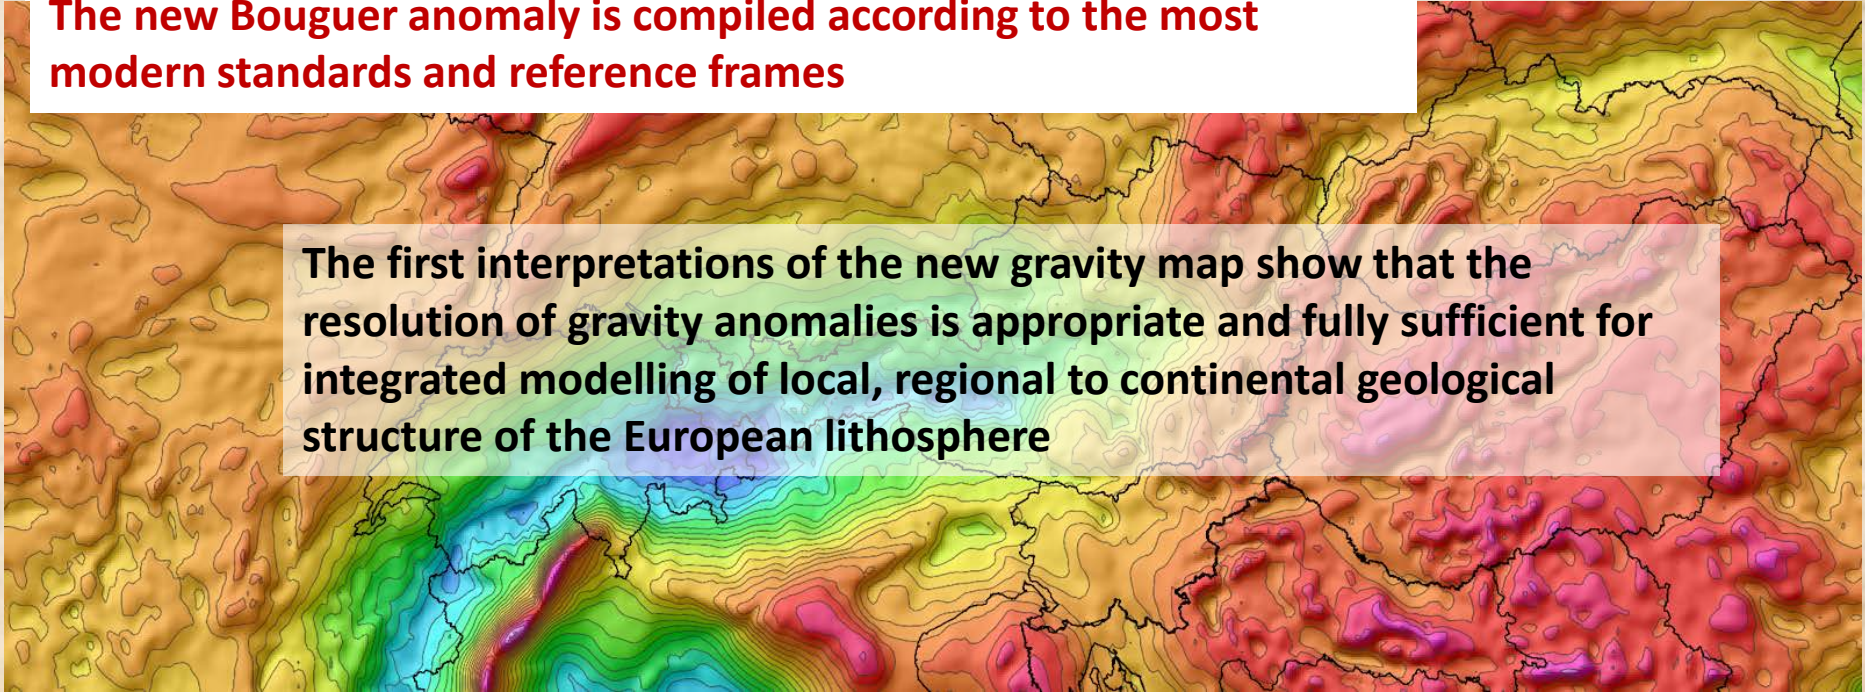 The new Bouguer anomaly is compiled according to the most
modern standards and reference frames
The first interpretations of the new gravity map show that the
resolution of gravity anomalies is appropriate and fully sufficient for
integrated modelling of local, regional to continental geological
structure of the European lithosphere